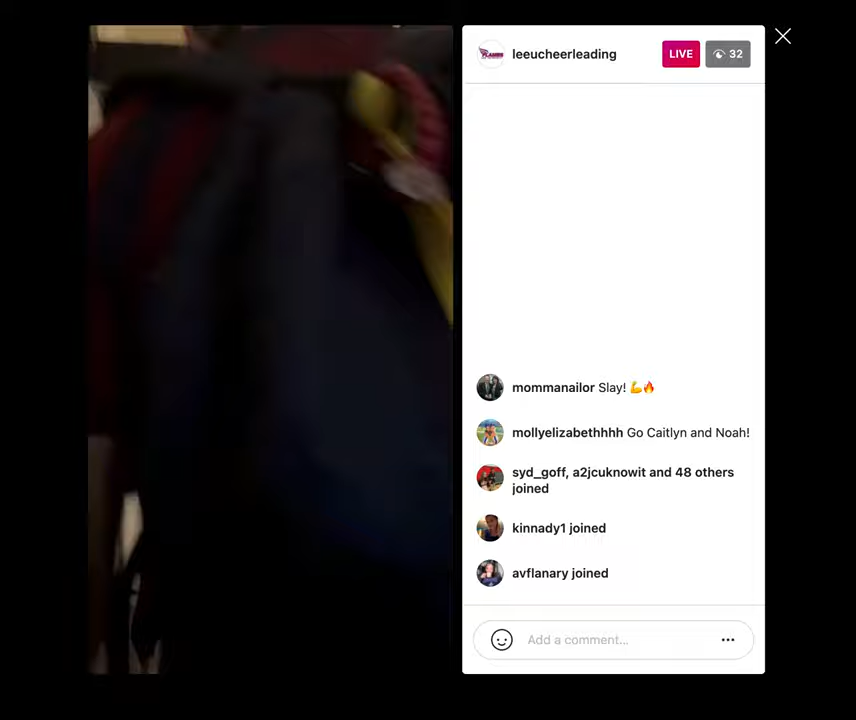 leeucheerleading
LIVE
32
mommanailor Slay! 💪🔥
mollyelizabethhhh Go Caitlyn and Noah!
syd_goff, a2jcuknowit and 48 others
joined
kinnady1 joined
avflanary joined
Add a comment...